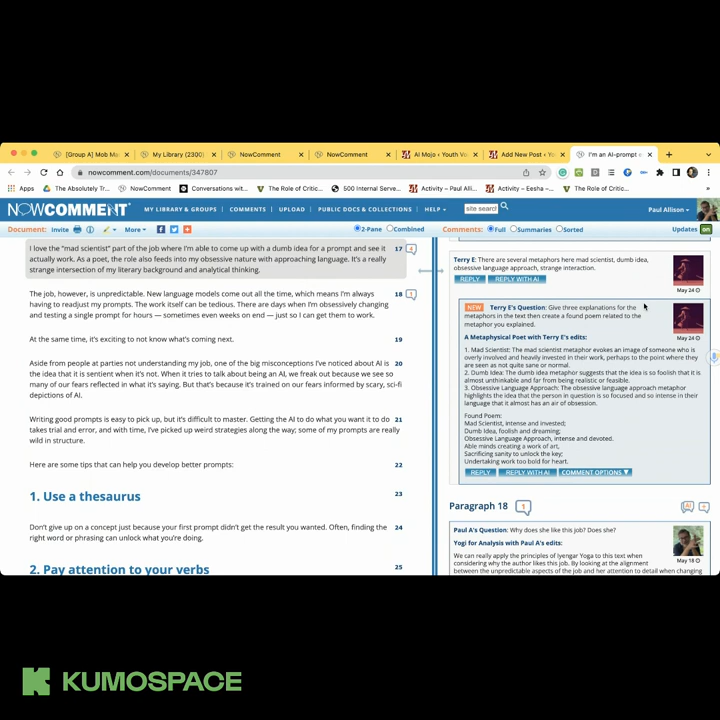 [Group A] Mob M
My Library (2300)
NowComment
NowComment
AI Mojo ‹ Youth V
Add New Post ‹ Yo
I'm an AI-prompt e
nowcomment.com/documents/347807
Apps
The Absolutely Tr...
NowComment
Conversations wit...
The Role of Critic...
500 Internal Serve...
Activity – Paul Alli...
Activity – Eesha –...
The Role of Critic...
NOWCOMMENT
MY LIBRARY & GROUPS
COMMENTS
UPLOAD
PUBLIC DOCS & COLLECTIONS
HELP
site search
Paul Allison
Document: Invite
More
2-Pane
Combined
Comments:
Full
Summaries
Sorted
Updates
on
I love the "mad scientist" part of the job where I'm able to come up with a dumb idea for a prompt and see it
actually work. As a poet, the role also feeds into my obsessive nature with approaching language. It's a really
strange intersection of my literary background and analytical thinking.
17
4
The job, however, is unpredictable. New language models come out all the time, which means I'm always
having to readjust my prompts. The work itself can be tedious. There are days when I'm obsessively changing
and testing a single prompt for hours — sometimes even weeks on end — just so I can get them to work.
18
1
At the same time, it's exciting to not know what's coming next.
19
Aside from people at parties not understanding my job, one of the big misconceptions I've noticed about AI is
the idea that it is sentient when it's not. When it tries to talk about being an AI, we freak out because we see so
many of our fears reflected in what it's saying. But that's because it's trained on our fears informed by scary, sci-fi
depictions of AI.
20
Writing good prompts is easy to pick up, but it's difficult to master. Getting the AI to do what you want it to do
takes trial and error, and with time, I've picked up weird strategies along the way; some of my prompts are really
wild in structure.
21
Here are some tips that can help you develop better prompts:
22
1. Use a thesaurus
23
Don't give up on a concept just because your first prompt didn't get the result you wanted. Often, finding the
right word or phrasing can unlock what you're doing.
24
2. Pay attention to your verbs
25
Terry E: There are several metaphors here mad scientist, dumb idea,
obsessive language approach, strange interaction.
REPLY
REPLY WITH AI
May 24
NEW Terry E's Question: Give three explanations for the
metaphors in the text then create a found poem related to the
metaphor you explained.
May 24
A Metaphysical Poet with Terry E's edits:
1. Mad Scientist: The mad scientist metaphor evokes an image of someone who is
overly involved and heavily invested in their work, perhaps to the point where they
are seen as not quite sane or normal.
2. Dumb Idea: The dumb idea metaphor suggests that the idea is so foolish that it is
almost unthinkable and far from being realistic or feasible.
3. Obsessive Language Approach: The obsessive language approach metaphor
highlights the idea that the person in question is so focused and so intense in their
language that it almost has an air of obsession.
Found Poem:
Mad Scientist, intense and invested;
Dumb Idea, foolish and dreaming;
Obsessive Language Approach, intense and devoted.
Able minds creating a work of art,
Sacrificing sanity to unlock the key;
Undertaking work too bold for heart.
REPLY
REPLY WITH AI
COMMENT OPTIONS
Paragraph 18
1
AI
Paul A's Question: Why does she like this job? Does she?
Yogi for Analysis with Paul A's edits:
We can really apply the principles of Iyengar Yoga to this text when
considering why the author likes this job. By looking at the alignment
between the unpredictable aspects of the job and her attention to detail when changing
May 18
KUMOSPACE